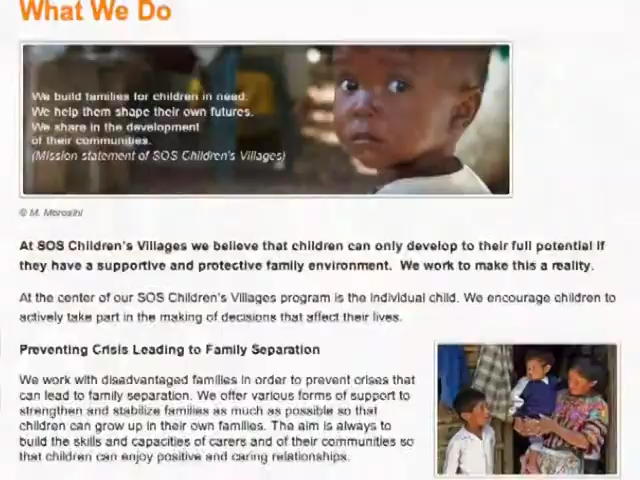 What We Do
We build families for children in need.
We help them shape their own futures.
We share in the development
of their communities.
(Mission statement of SOS Children's Villages)
© M. Morosini
At SOS Children's Villages we believe that children can only develop to their full potential if
they have a supportive and protective family environment.  We work to make this a reality.
At the center of our SOS Children's Villages program is the individual child. We encourage children to
actively take part in the making of decisions that affect their lives.
Preventing Crisis Leading to Family Separation
We work with disadvantaged families in order to prevent crises that
can lead to family separation. We offer various forms of support to
strengthen and stabilize families as much as possible so that
children can grow up in their own families. The aim is always to
build the skills and capacities of carers and of their communities so
that children can enjoy positive and caring relationships.